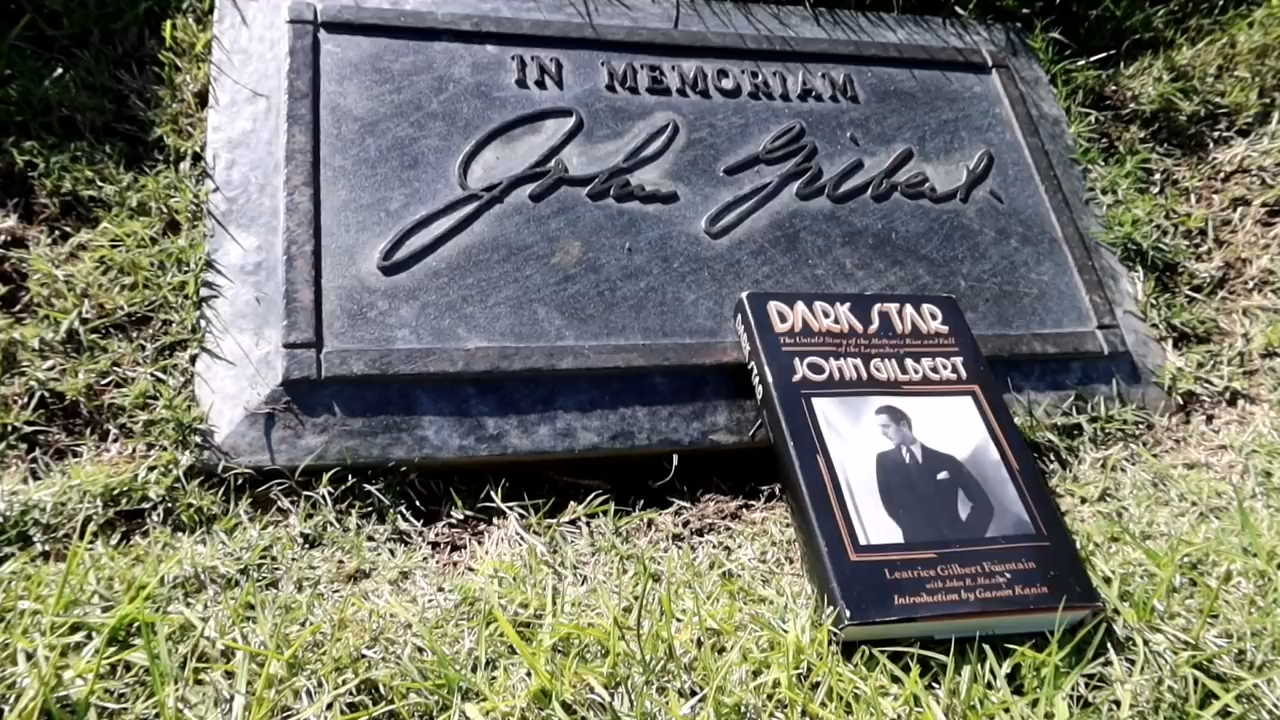 IN MEMORIAM
John Gilbert
DARK STAR
The Untold Story of the Meteoric Rise and Fall
of the Legendary
JOHN GILBERT
Leatrice Gilbert Fountain
with John R. Maxim
Introduction by Garson Kanin
DARK STAR